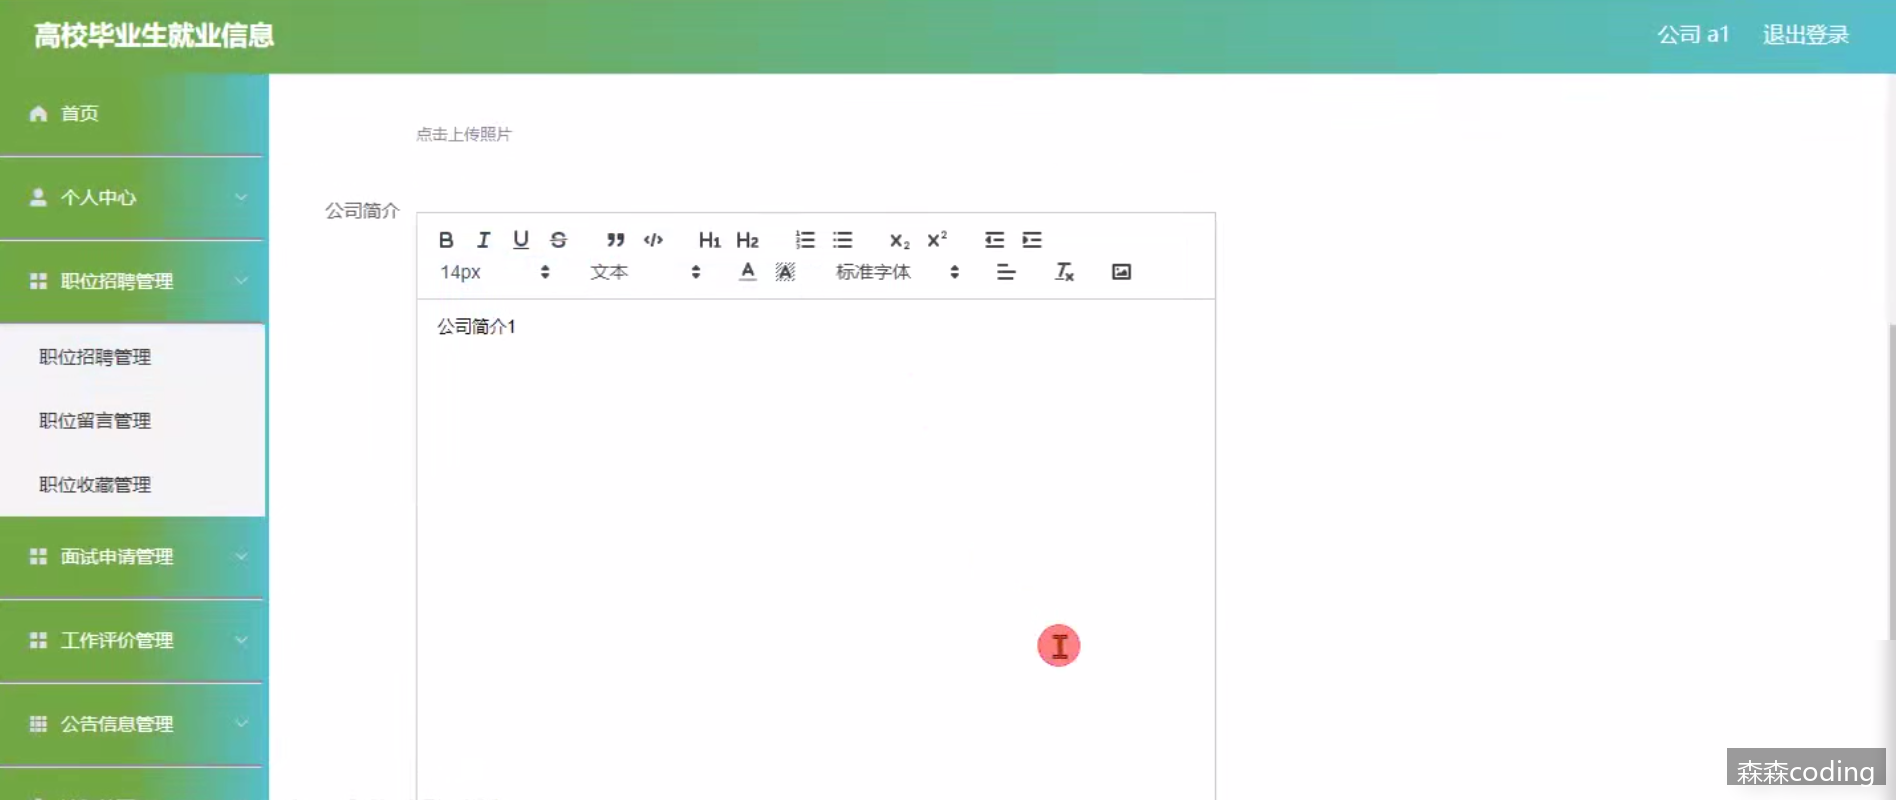 高校毕业生就业信息
公司 a1 退出登录
首页
个人中心
职位招聘管理
职位招聘管理
职位留言管理
职位收藏管理
面试申请管理
工作评价管理
公告信息管理
点击上传照片
公司简介
B I U S ” </> H1 H2 X₂ X²
14px 文本 A A 标准字体 Tx
公司简介1
森森coding